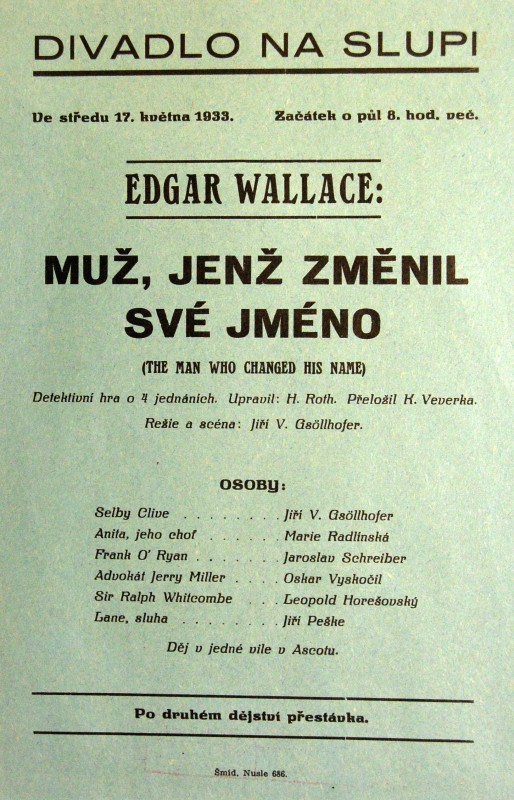 DIVADLO NA SLUPI
Ve středu 17. května 1933. Začátek o půl 8. hod. več.
EDGAR WALLACE:
MUŽ, JENŽ ZMĚNIL
SVÉ JMÉNO
(THE MAN WHO CHANGED HIS NAME)
Detektivní hra o 4 jednáních. Upravil: H. Roth. Přeložil K. Veverka.
Režie a scéna: Jiří V. Gsöllhofer.
OSOBY:
Selby Clive . . . . . . . . Jiří V. Gsöllhofer
Anita, jeho choť . . . . . . Marie Radlinská
Frank O' Ryan . . . . . . . Jaroslav Schreiber
Advokát Jerry Miller . . . . Oskar Vyskočil
Sir Ralph Whitcombe . . . Leopold Horešovský
Lane, sluha . . . . . . . . Jiří Peške
Děj v jedné vile v Ascotu.
Po druhém dějství přestávka.
Šmíd, Nusle 686.